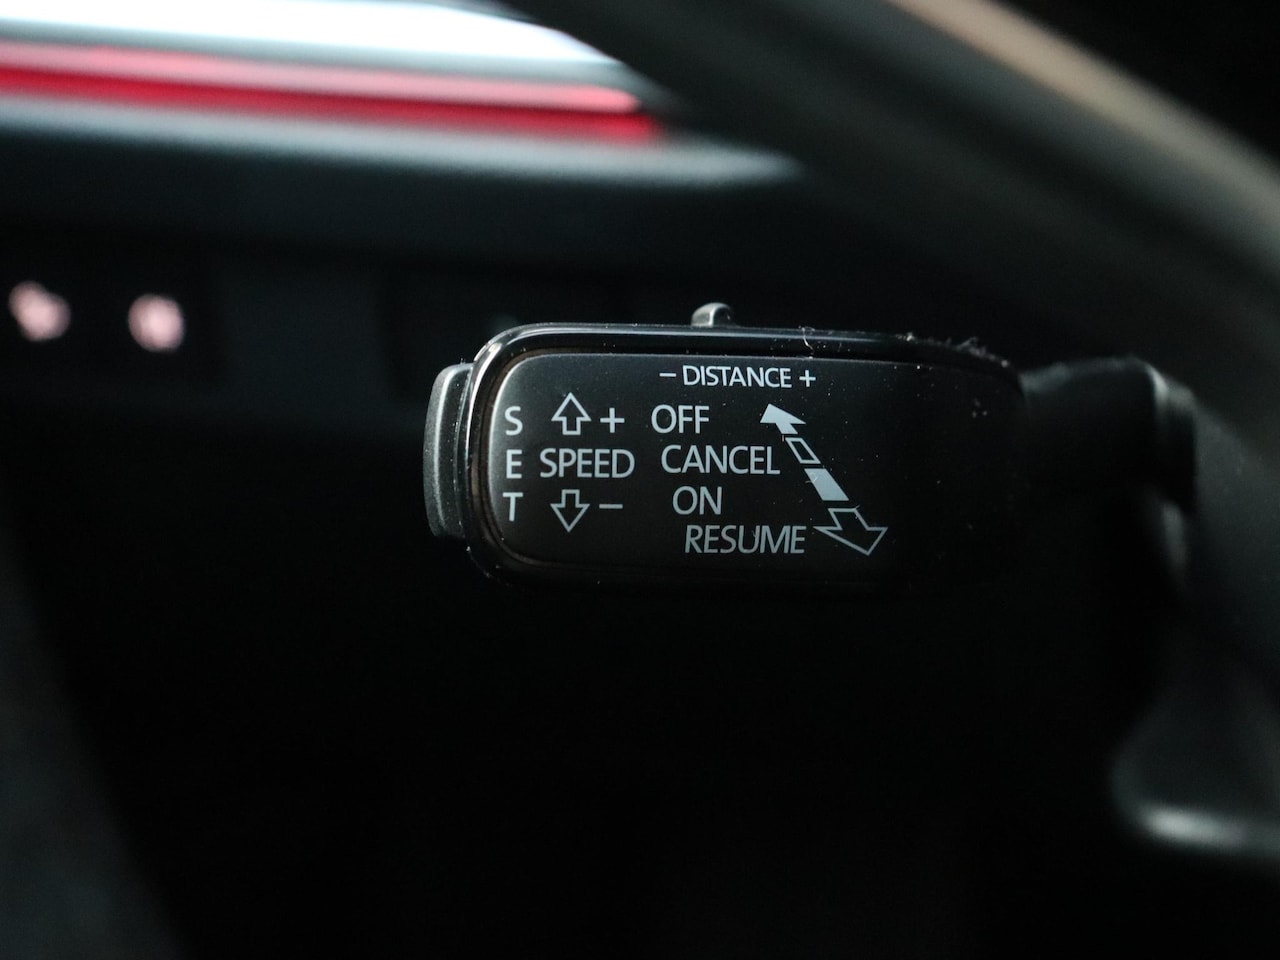 – DISTANCE +
S
E
T
+
SPEED
–
OFF
CANCEL
ON
RESUME